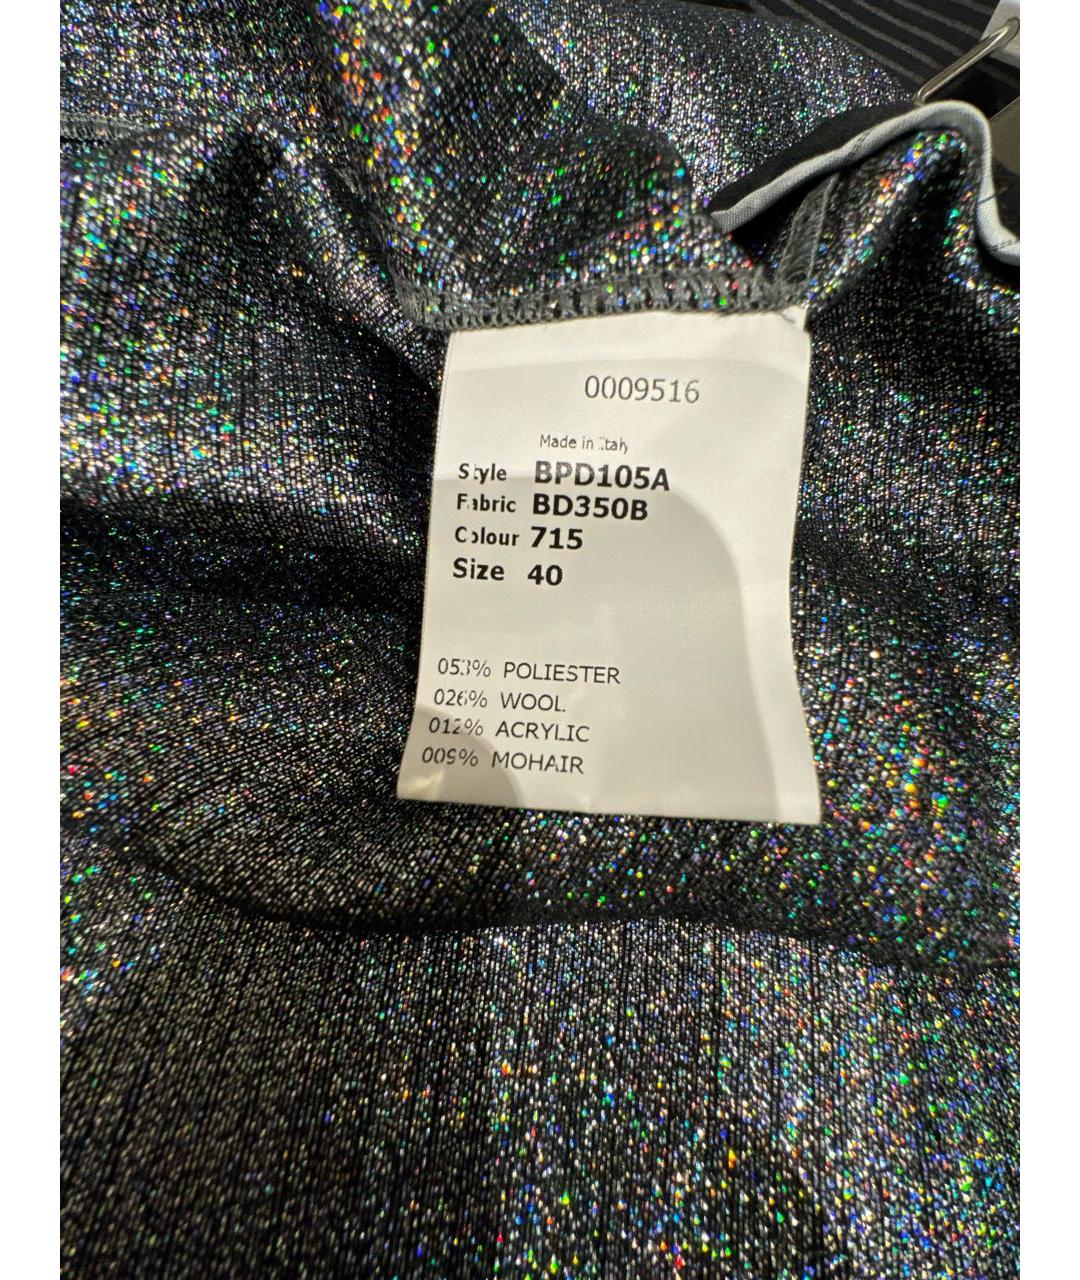 0009516
Made in Italy
Style BPD105A
Fabric BD350B
Colour 715
Size 40
053% POLIESTER
026% WOOL
012% ACRYLIC
009% MOHAIR